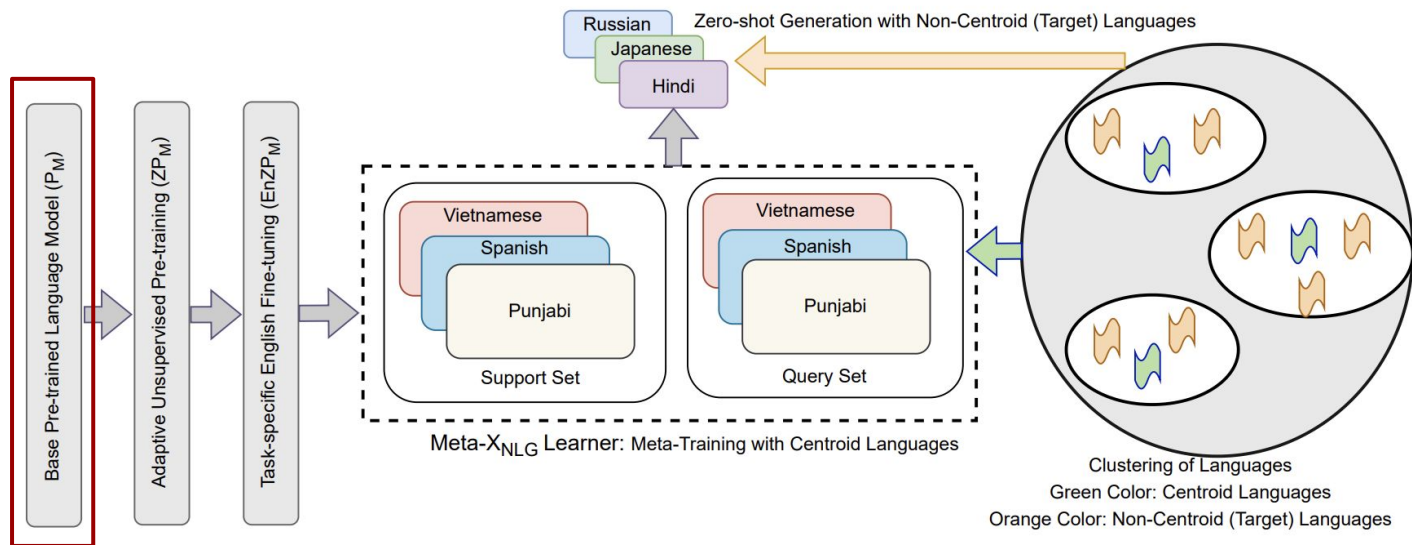 Zero-shot Generation with Non-Centroid (Target) Languages
Russian
Japanese
Hindi
Base Pre-trained Language Model (P_M)
Adaptive Unsupervised Pre-training (ZP_M)
Task-specific English Fine-tuning (EnZP_M)
Vietnamese
Spanish
Punjabi
Support Set
Vietnamese
Spanish
Punjabi
Query Set
Meta-X_NLG Learner: Meta-Training with Centroid Languages
Clustering of Languages
Green Color: Centroid Languages
Orange Color: Non-Centroid (Target) Languages